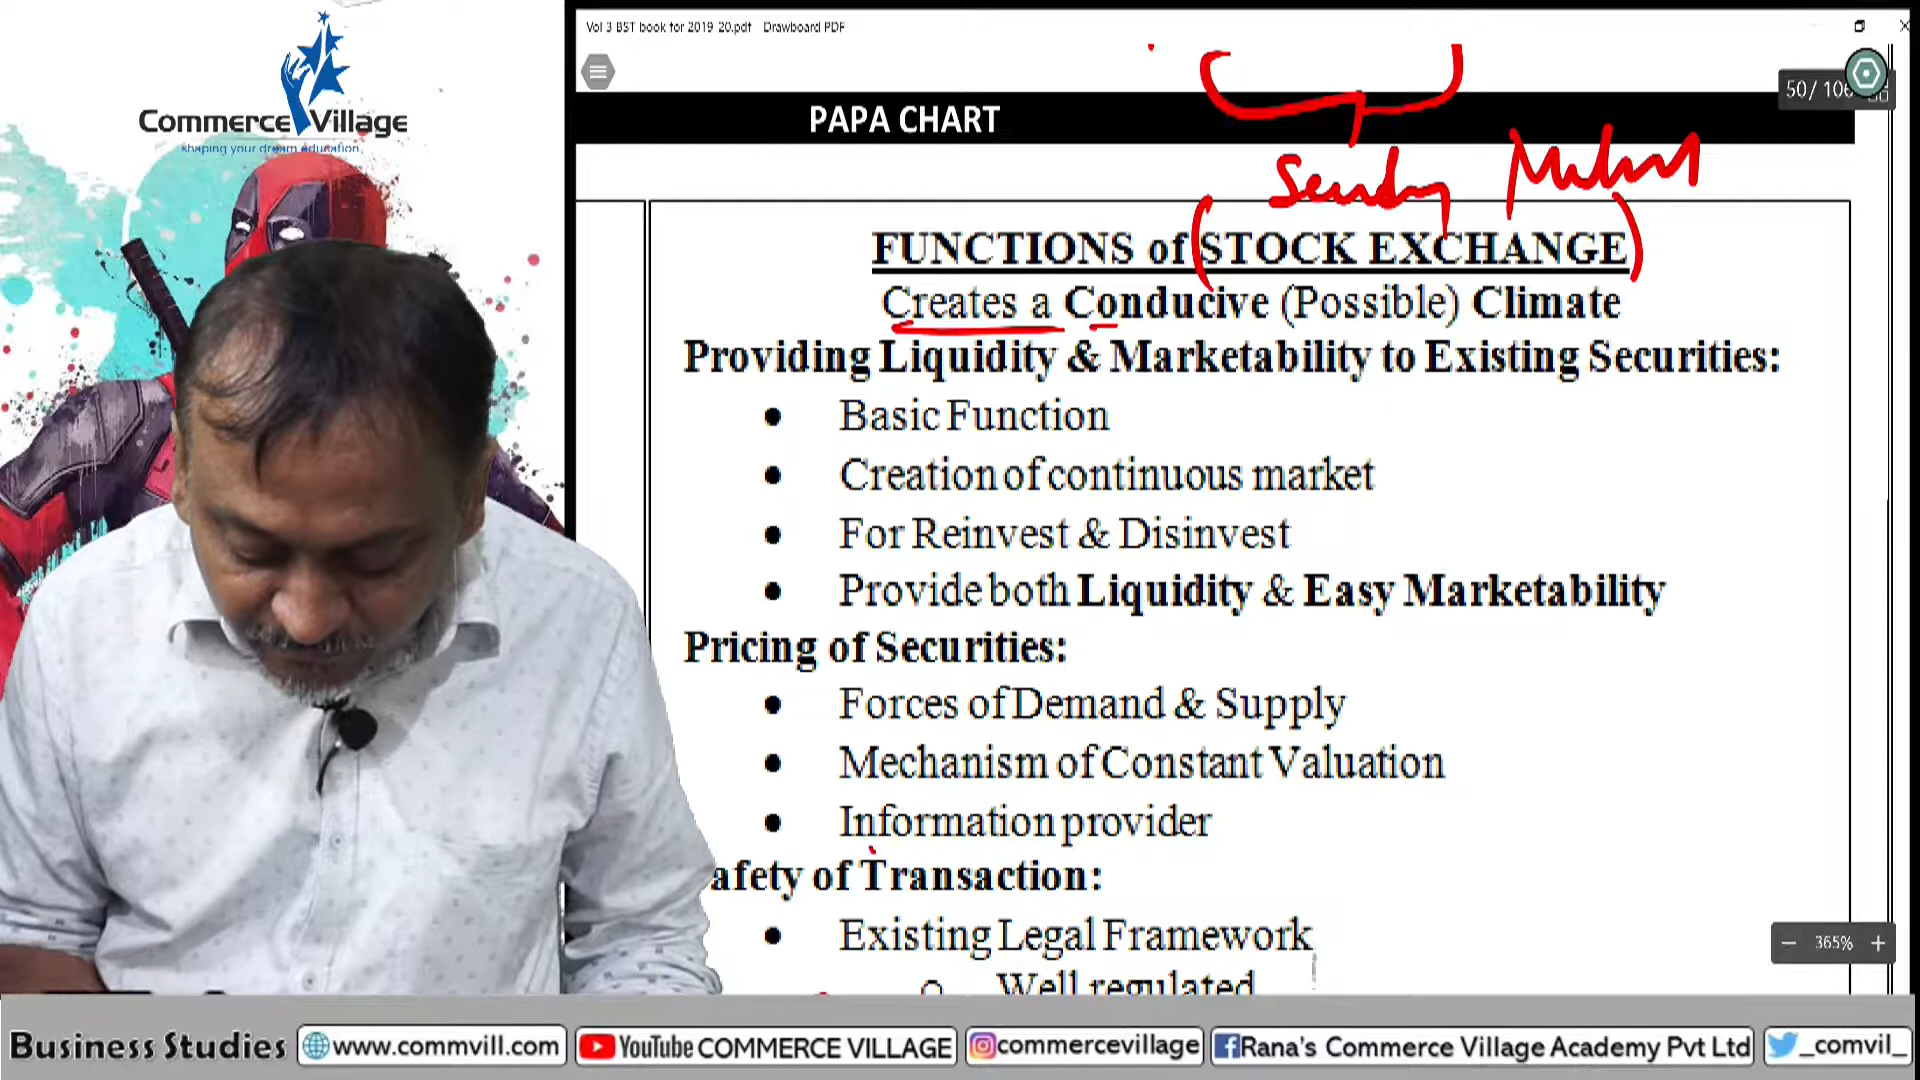 Vol 3 BST book for 2019-20.pdf Drawboard PDF
Commerce Village
shaping your dream education,
50 / 106
PAPA CHART
FUNCTIONS of (STOCK EXCHANGE)
Creates a Conducive (Possible) Climate
Providing Liquidity & Marketability to Existing Securities:
• Basic Function
• Creation of continuous market
• For Reinvest & Disinvest
• Provide both Liquidity & Easy Marketability
Pricing of Securities:
• Forces of Demand & Supply
• Mechanism of Constant Valuation
• Information provider
afety of Transaction:
• Existing Legal Framework
o Well regulated
365%
Business Studies www.commvill.com YouTube COMMERCE VILLAGE commercevillage Rana's Commerce Village Academy Pvt Ltd _comvil_